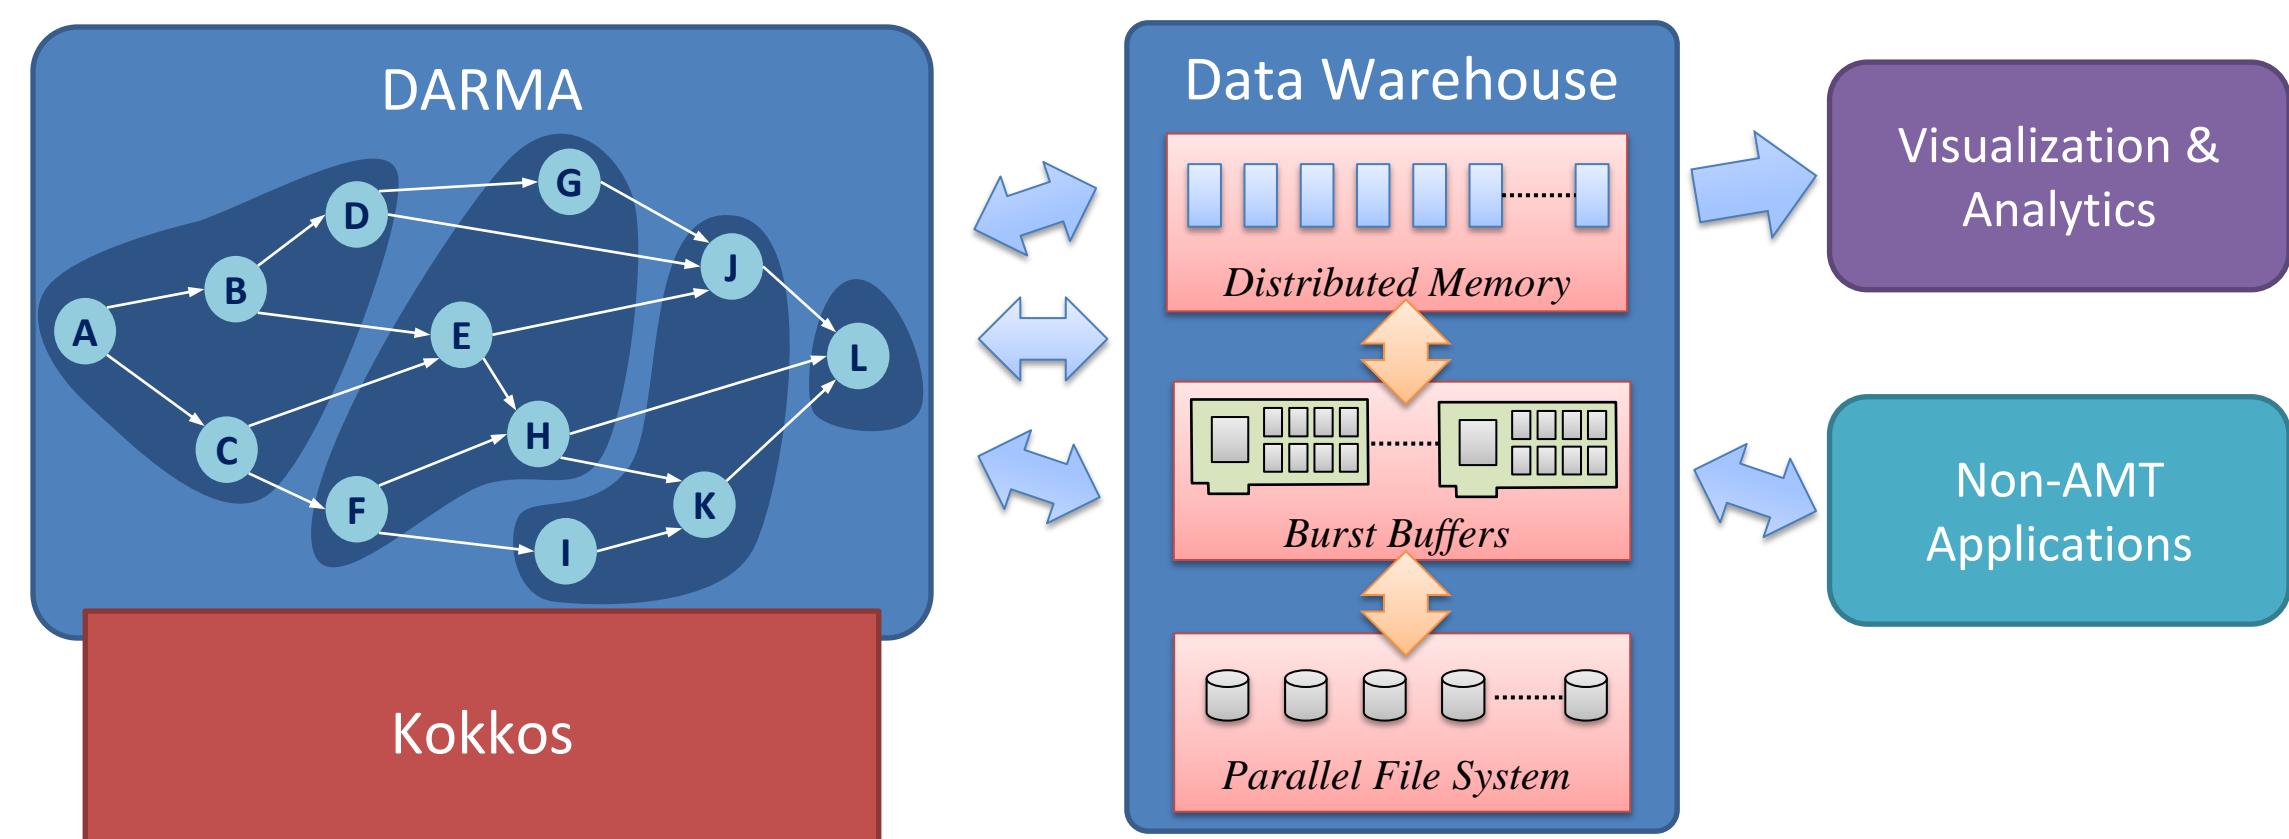 DARMA
G
D
J
B
E
A
L
H
C
K
F
I
Kokkos
Data Warehouse
Distributed Memory
Burst Buffers
Parallel File System
Visualization &
Analytics
Non-AMT
Applications